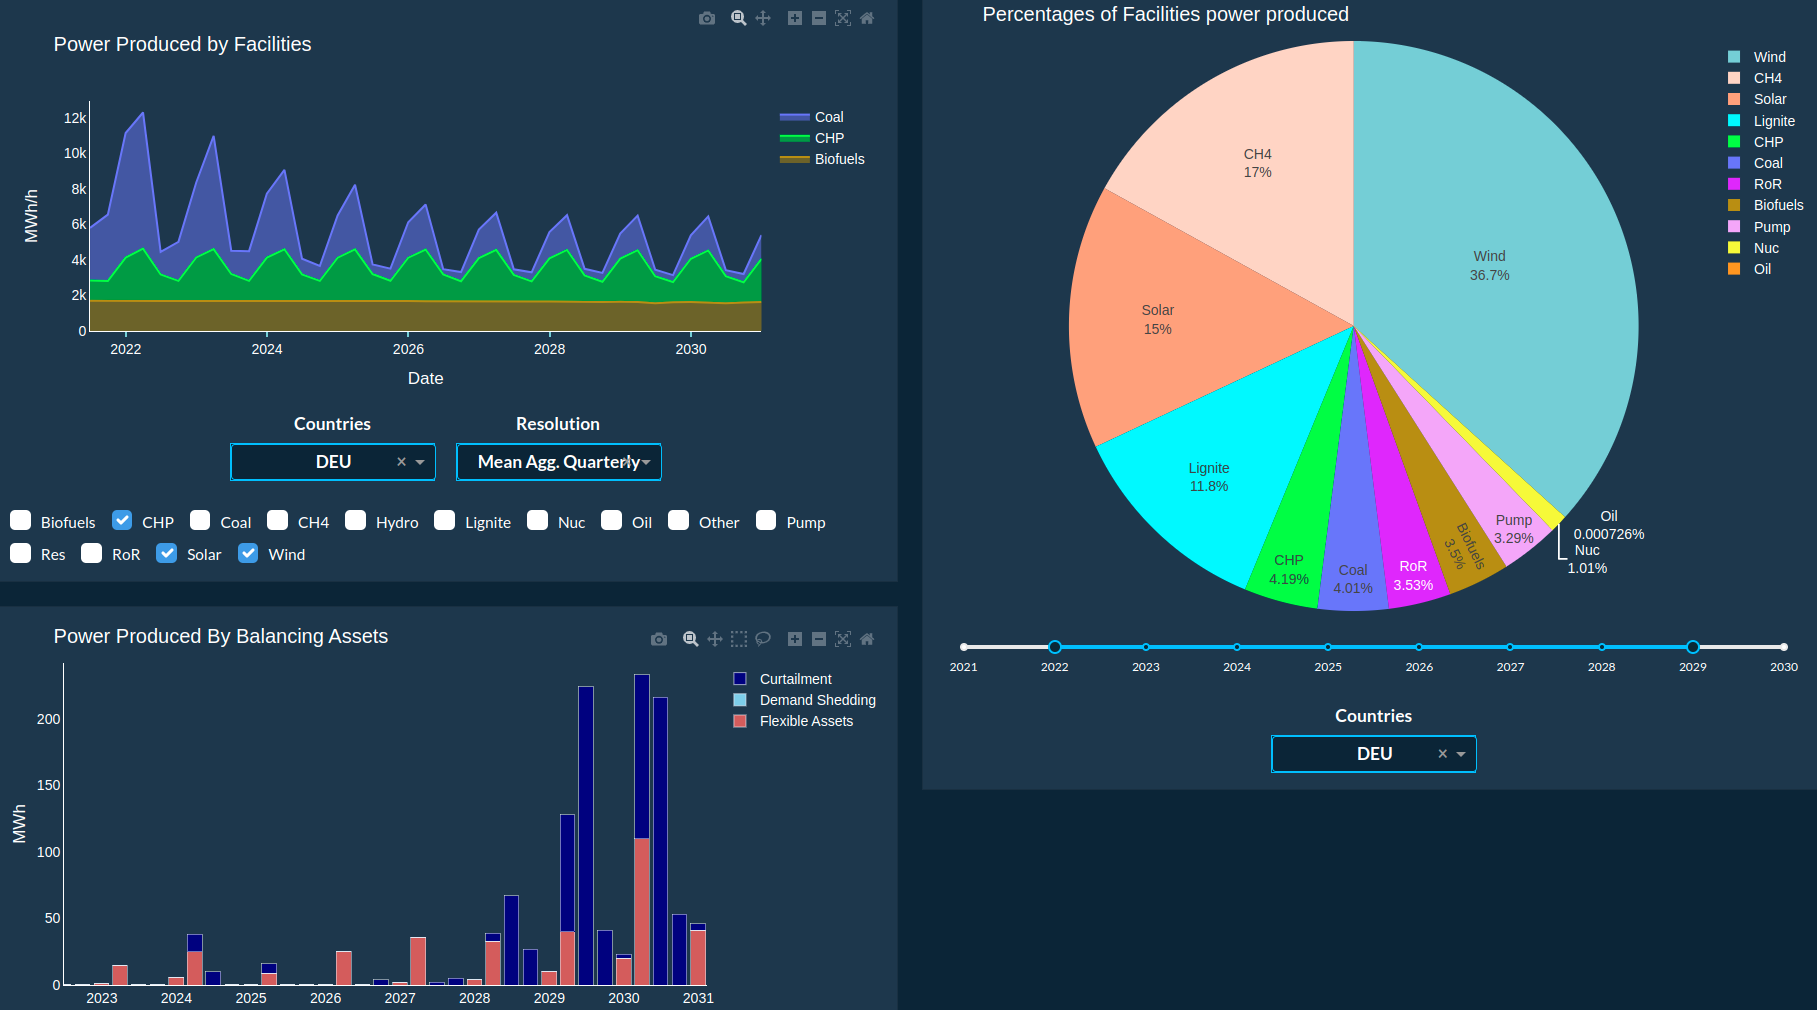 Power Produced by Facilities
12k
10k
8k
6k
4k
2k
0
MWh/h
2022 2024 2026 2028 2030
Date
Coal
CHP
Biofuels
Countries
Resolution
DEU
Mean Agg. Quarterly
Biofuels CHP Coal CH4 Hydro Lignite Nuc Oil Other Pump
Res RoR Solar Wind
Power Produced By Balancing Assets
200
150
100
50
0
MWh
2023 2024 2025 2026 2027 2028 2029 2030 2031
Curtailment
Demand Shedding
Flexible Assets
Percentages of Facilities power produced
CH4
17%
Wind
36.7%
Solar
15%
Lignite
11.8%
CHP
4.19%
Coal
4.01%
RoR
3.53%
Biofuels
3.5%
Pump
3.29%
Oil
0.000726%
Nuc
1.01%
Wind
CH4
Solar
Lignite
CHP
Coal
RoR
Biofuels
Pump
Nuc
Oil
2021 2022 2023 2024 2025 2026 2027 2028 2029 2030
Countries
DEU